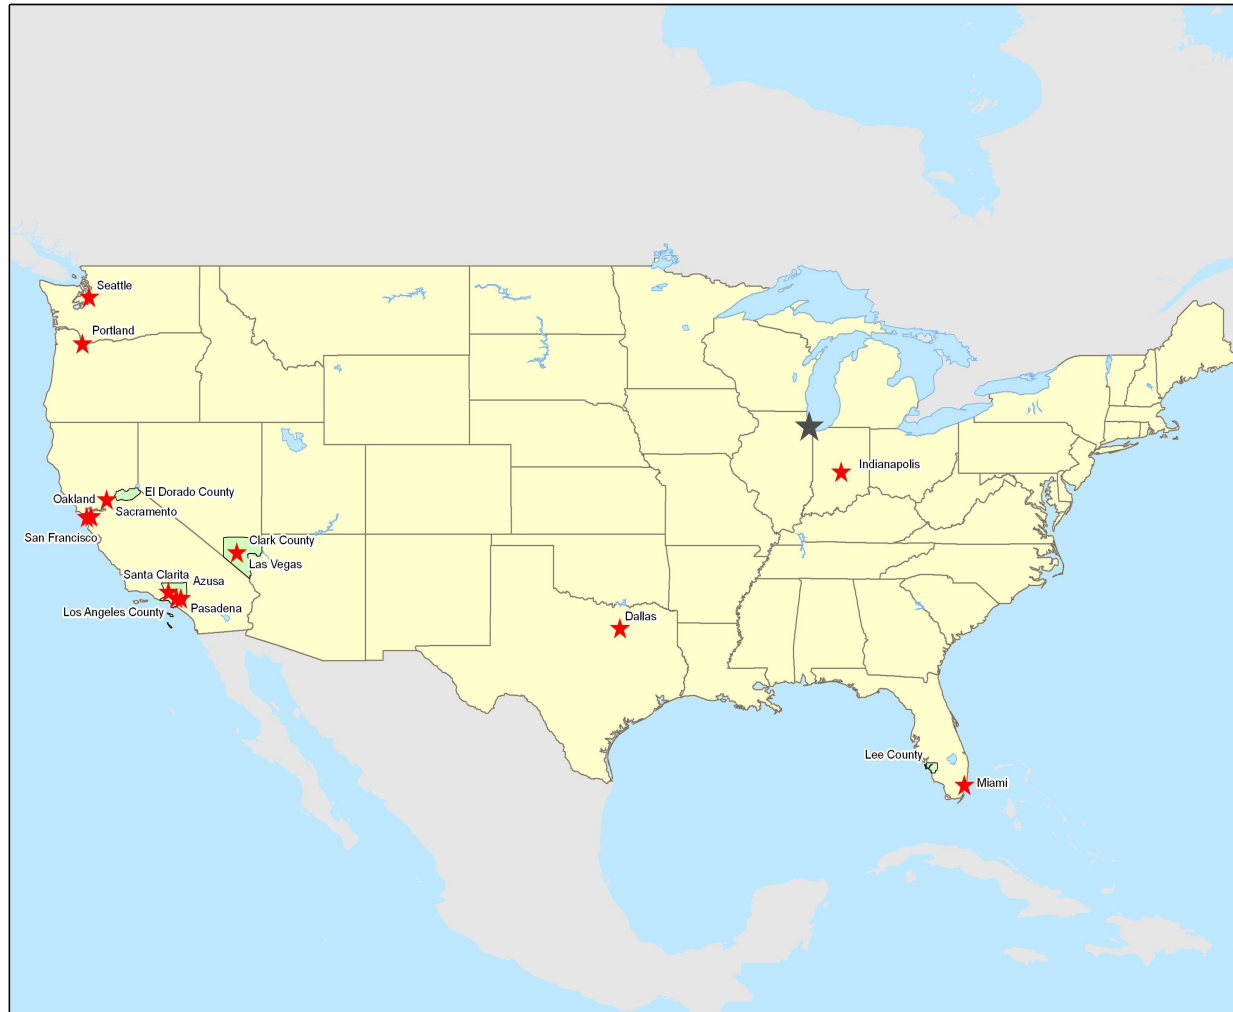 Seattle
Portland
Indianapolis
El Dorado County
Oakland
Sacramento
San Francisco
Clark County
Las Vegas
Santa Clarita
Azusa
Los Angeles County
Pasadena
Dallas
Lee County
Miami